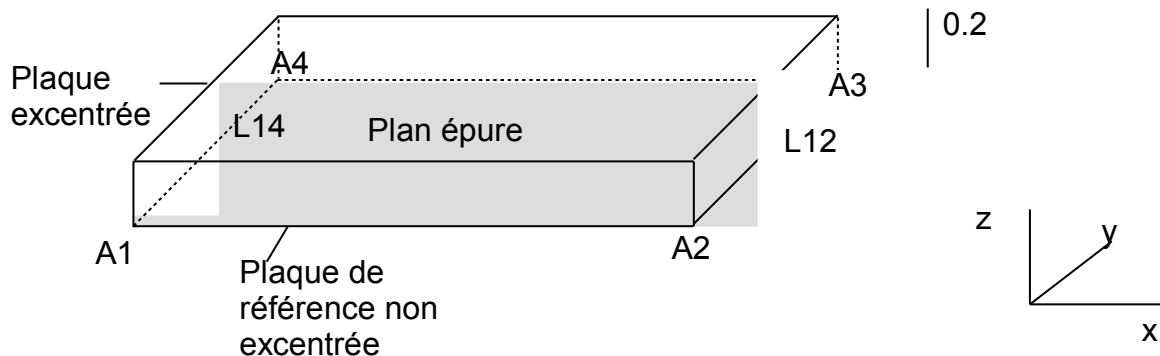 0.2
A4
Plaque
excentrée
A3
L14
Plan épure
L12
z
y
A1
A2
Plaque de
référence non
excentrée
x